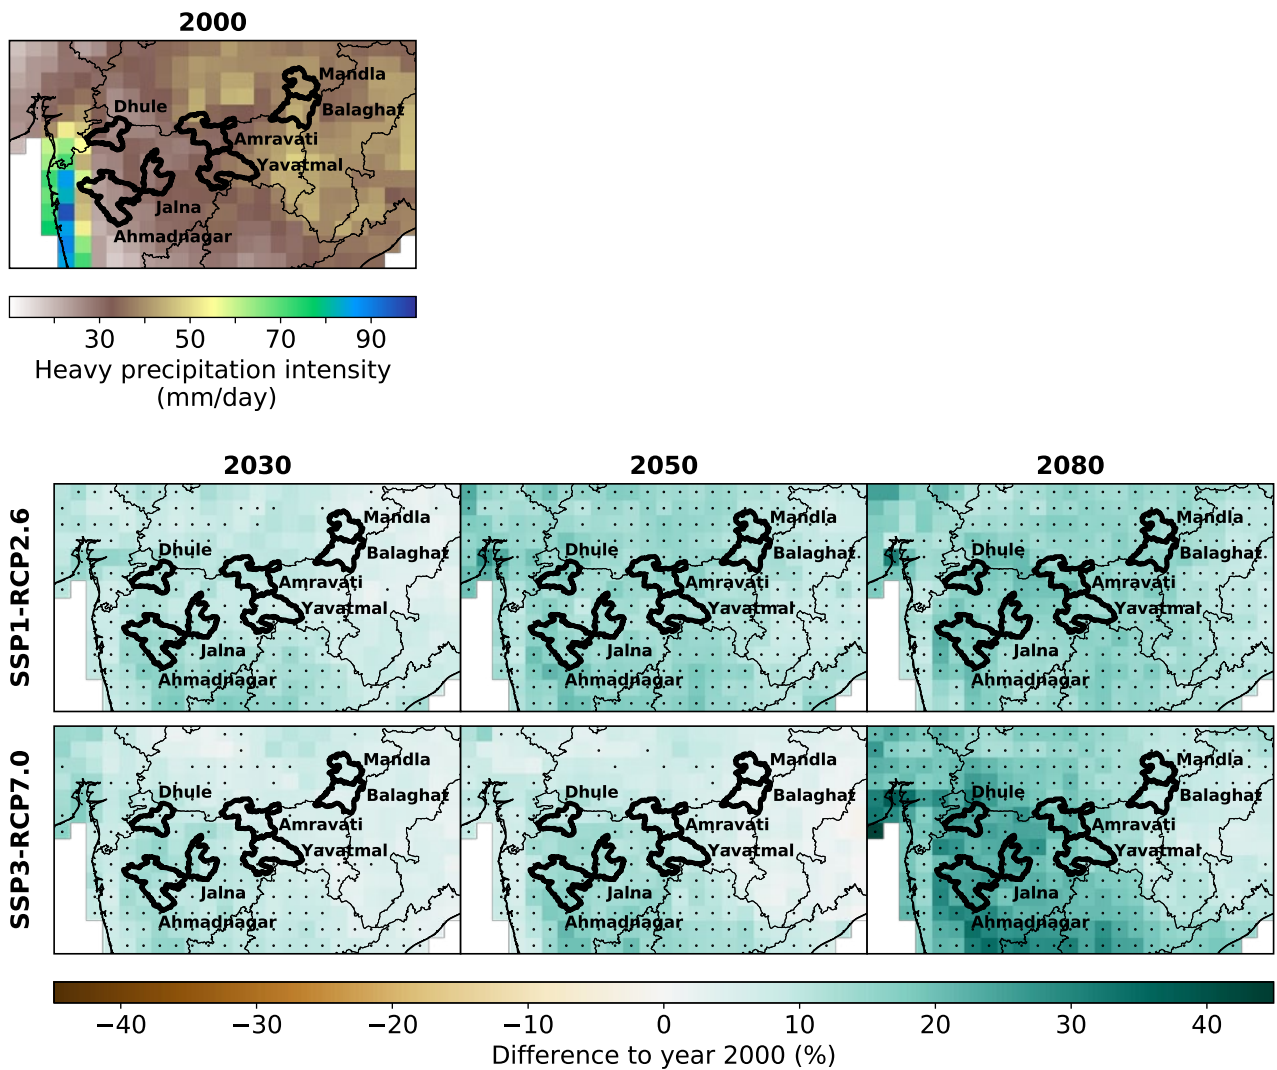 2000
Mandla
Dhule
Balaghat
Amravati
Yavatmal
Jalna
Ahmadnagar
30 50 70 90
Heavy precipitation intensity
(mm/day)
2030 2050 2080
SSP1-RCP2.6
Mandla Mandla Mandla
Dhule Balaghat Dhule Balaghat Dhule Balaghat
Amravati Amravati Amravati
Yavatmal Yavatmal Yavatmal
Jalna Jalna Jalna
Ahmadnagar Ahmadnagar Ahmadnagar
SSP3-RCP7.0
Mandla Mandla Mandla
Dhule Balaghat Dhule Balaghat Dhule Balaghat
Amravati Amravati Amravati
Yavatmal Yavatmal Yavatmal
Jalna Jalna Jalna
Ahmadnagar Ahmadnagar Ahmadnagar
−40 −30 −20 −10 0 10 20 30 40
Difference to year 2000 (%)